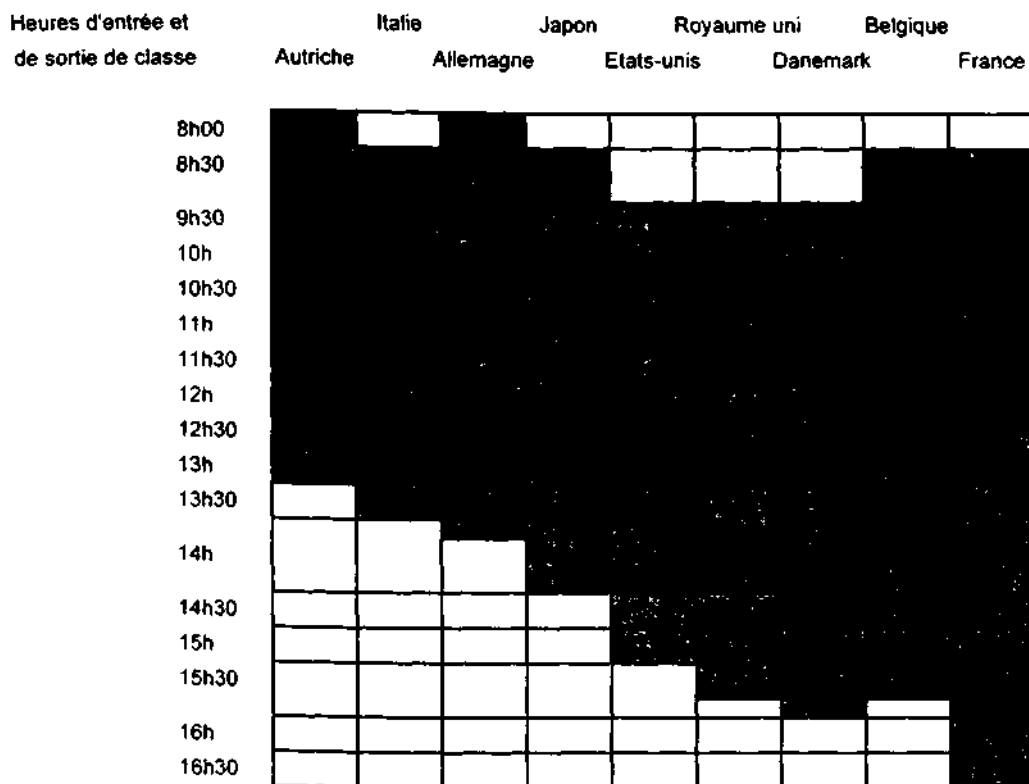 Heures d'entrée et Italie Japon Royaume uni Belgique
de sortie de classe Autriche Allemagne Etats-unis Danemark France
8h00
8h30
9h30
10h
10h30
11h
11h30
12h
12h30
13h
13h30
14h
14h30
15h
15h30
16h
16h30